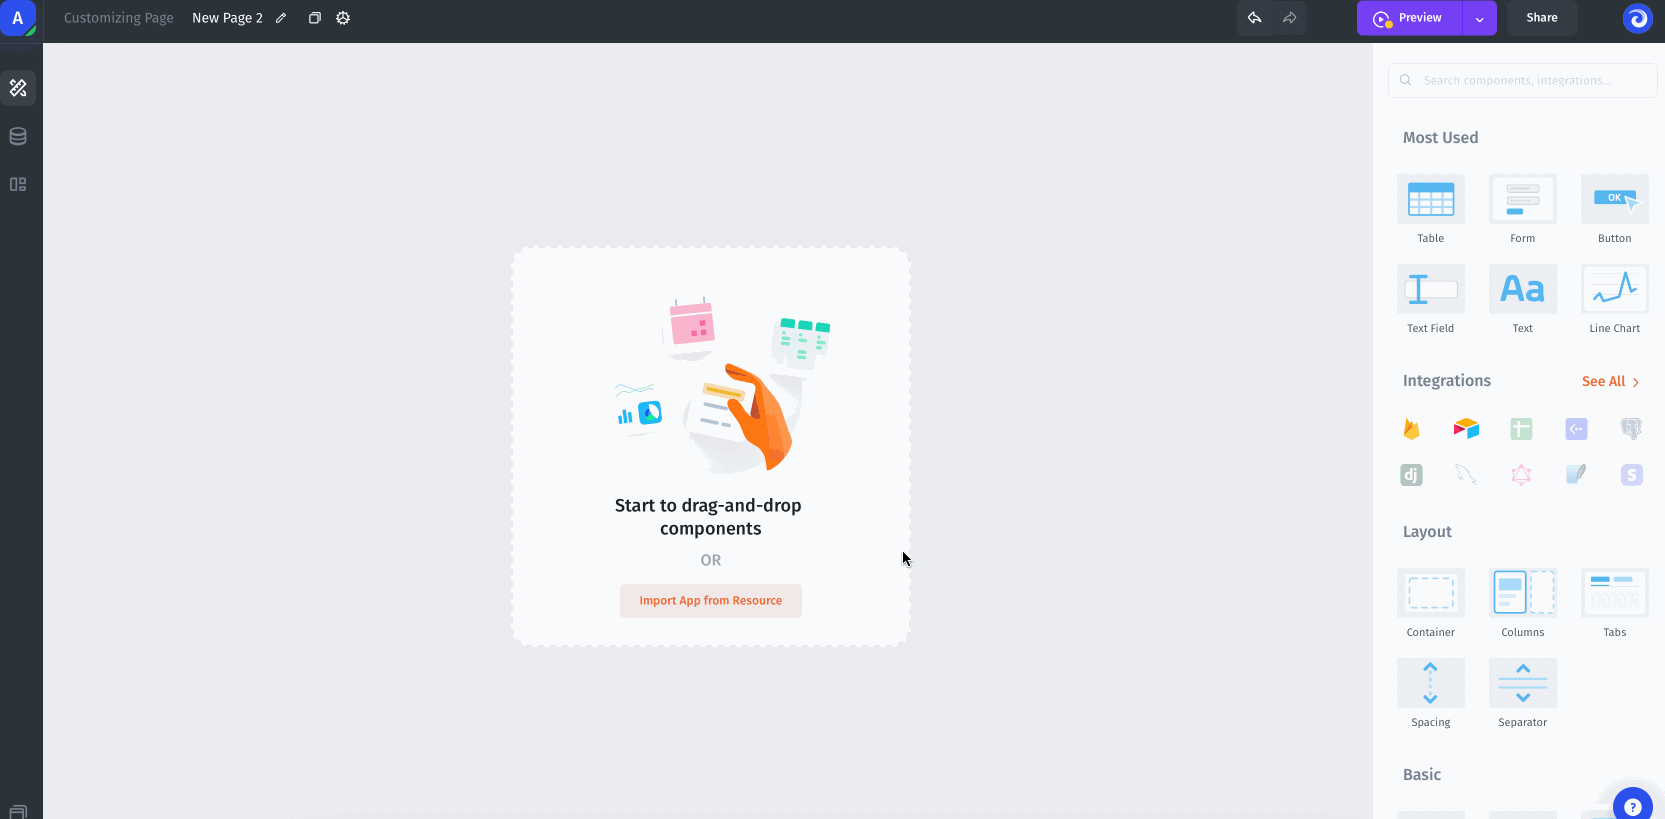 A
Customizing Page
New Page 2
Preview
Share
Search components, integrations...
Most Used
OK
Table
Form
Button
Aa
Text Field
Text
Line Chart
Integrations
See All
dj
S
Start to drag-and-drop
components
OR
Import App from Resource
Layout
Container
Columns
Tabs
Spacing
Separator
Basic
?